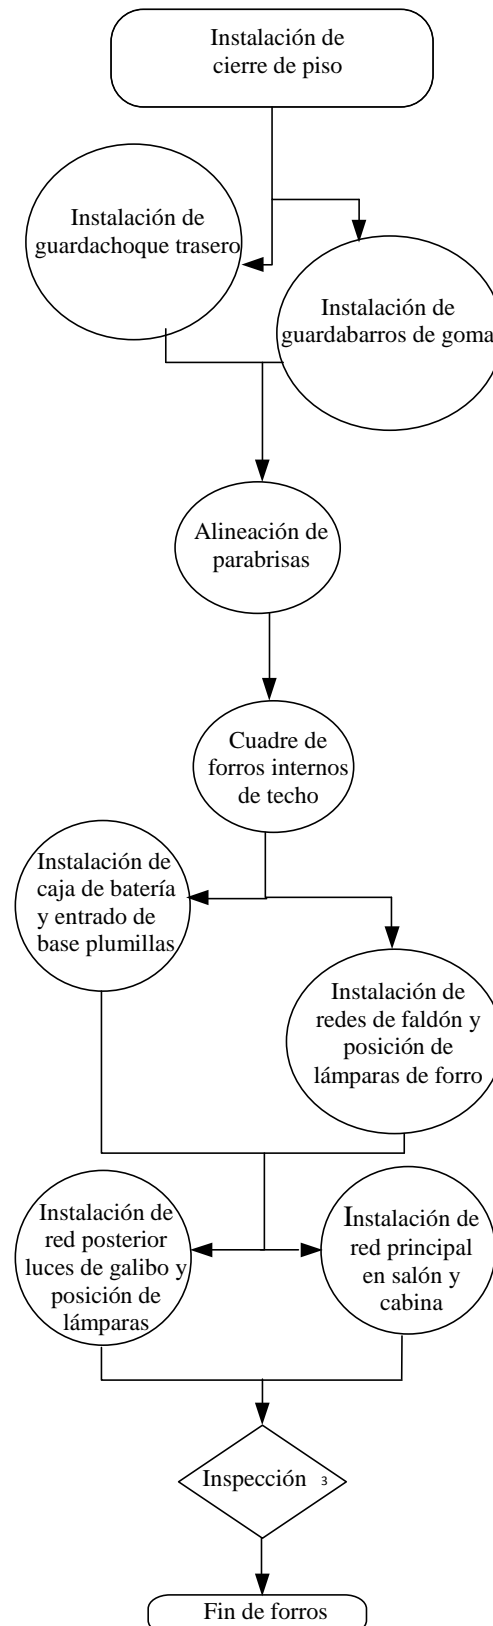 Instalación de
cierre de piso
Instalación de
guardachoque trasero
Instalación de
guardabarros de goma
Alineación de
parabrisas
Cuadre de
forros internos
de techo
Instalación de
caja de batería
y entrado de
base plumillas
Instalación de
redes de faldón y
posición de
lámparas de forro
Instalación de
red posterior
luces de galibo y
posición de
lámparas
Instalación de
red principal
en salón y
cabina
Inspección 3
Fin de forros